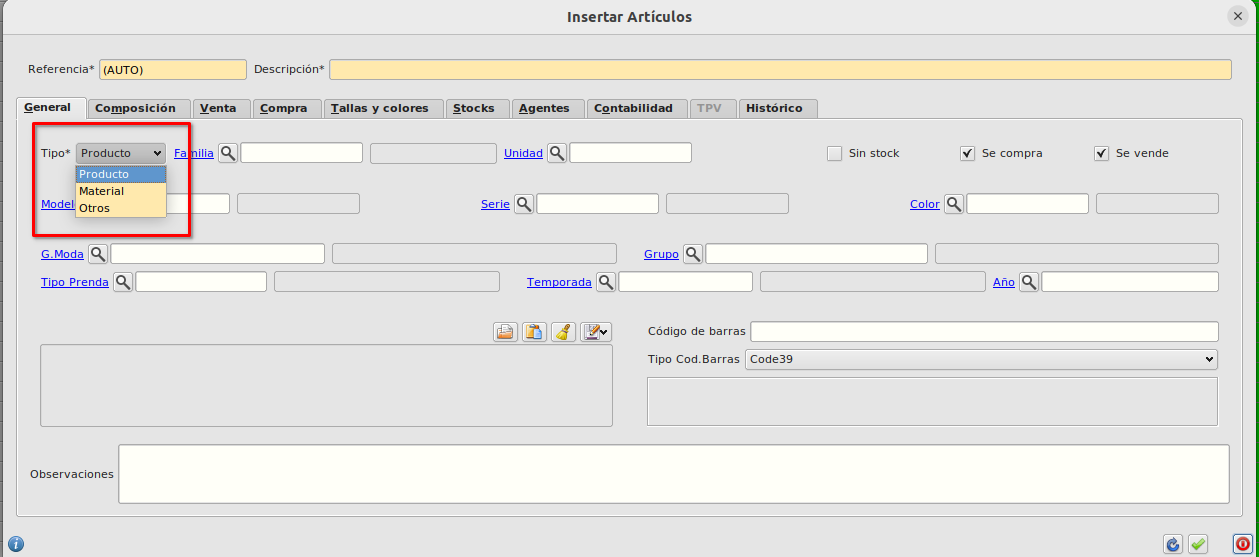 Insertar Artículos
Referencia* (AUTO) Descripción*
General Composición Venta Compra Tallas y colores Stocks Agentes Contabilidad TPV Histórico
Tipo* Producto Familia Unidad Sin stock Se compra Se vende
Producto
Material
Otros
Serie Color
G.Moda Grupo
Tipo Prenda Temporada Año
Código de barras
Tipo Cod.Barras Code39
Observaciones